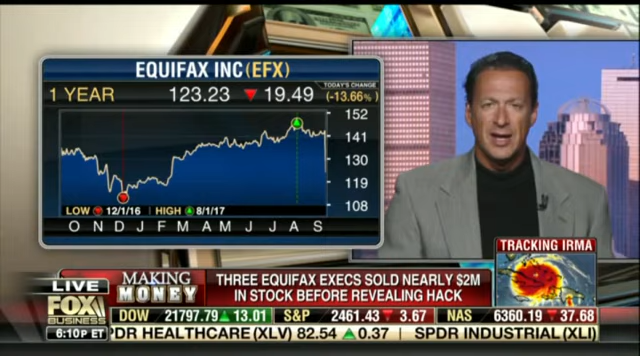 EQUIFAX INC (EFX)
1 YEAR 123.23 ▼ 19.49 TODAY'S CHANGE (-13.66%)
152
141
130
119
108
LOW 12/1/16 | HIGH 8/1/17
O N D J F M A M J J A S
TRACKING IRMA
LIVE
FOX
BUSINESS
6:10P ET
MAKING
MONEY
THREE EQUIFAX EXECS SOLD NEARLY $2M
IN STOCK BEFORE REVEALING HACK
DOW 21797.79 ▲ 13.01 S&P 2461.43 ▼ 3.67 NAS 6360.19 ▼ 37.68
PDR HEALTHCARE (XLV) 82.54 ▲ 0.37 | SPDR INDUSTRIAL (XLI)